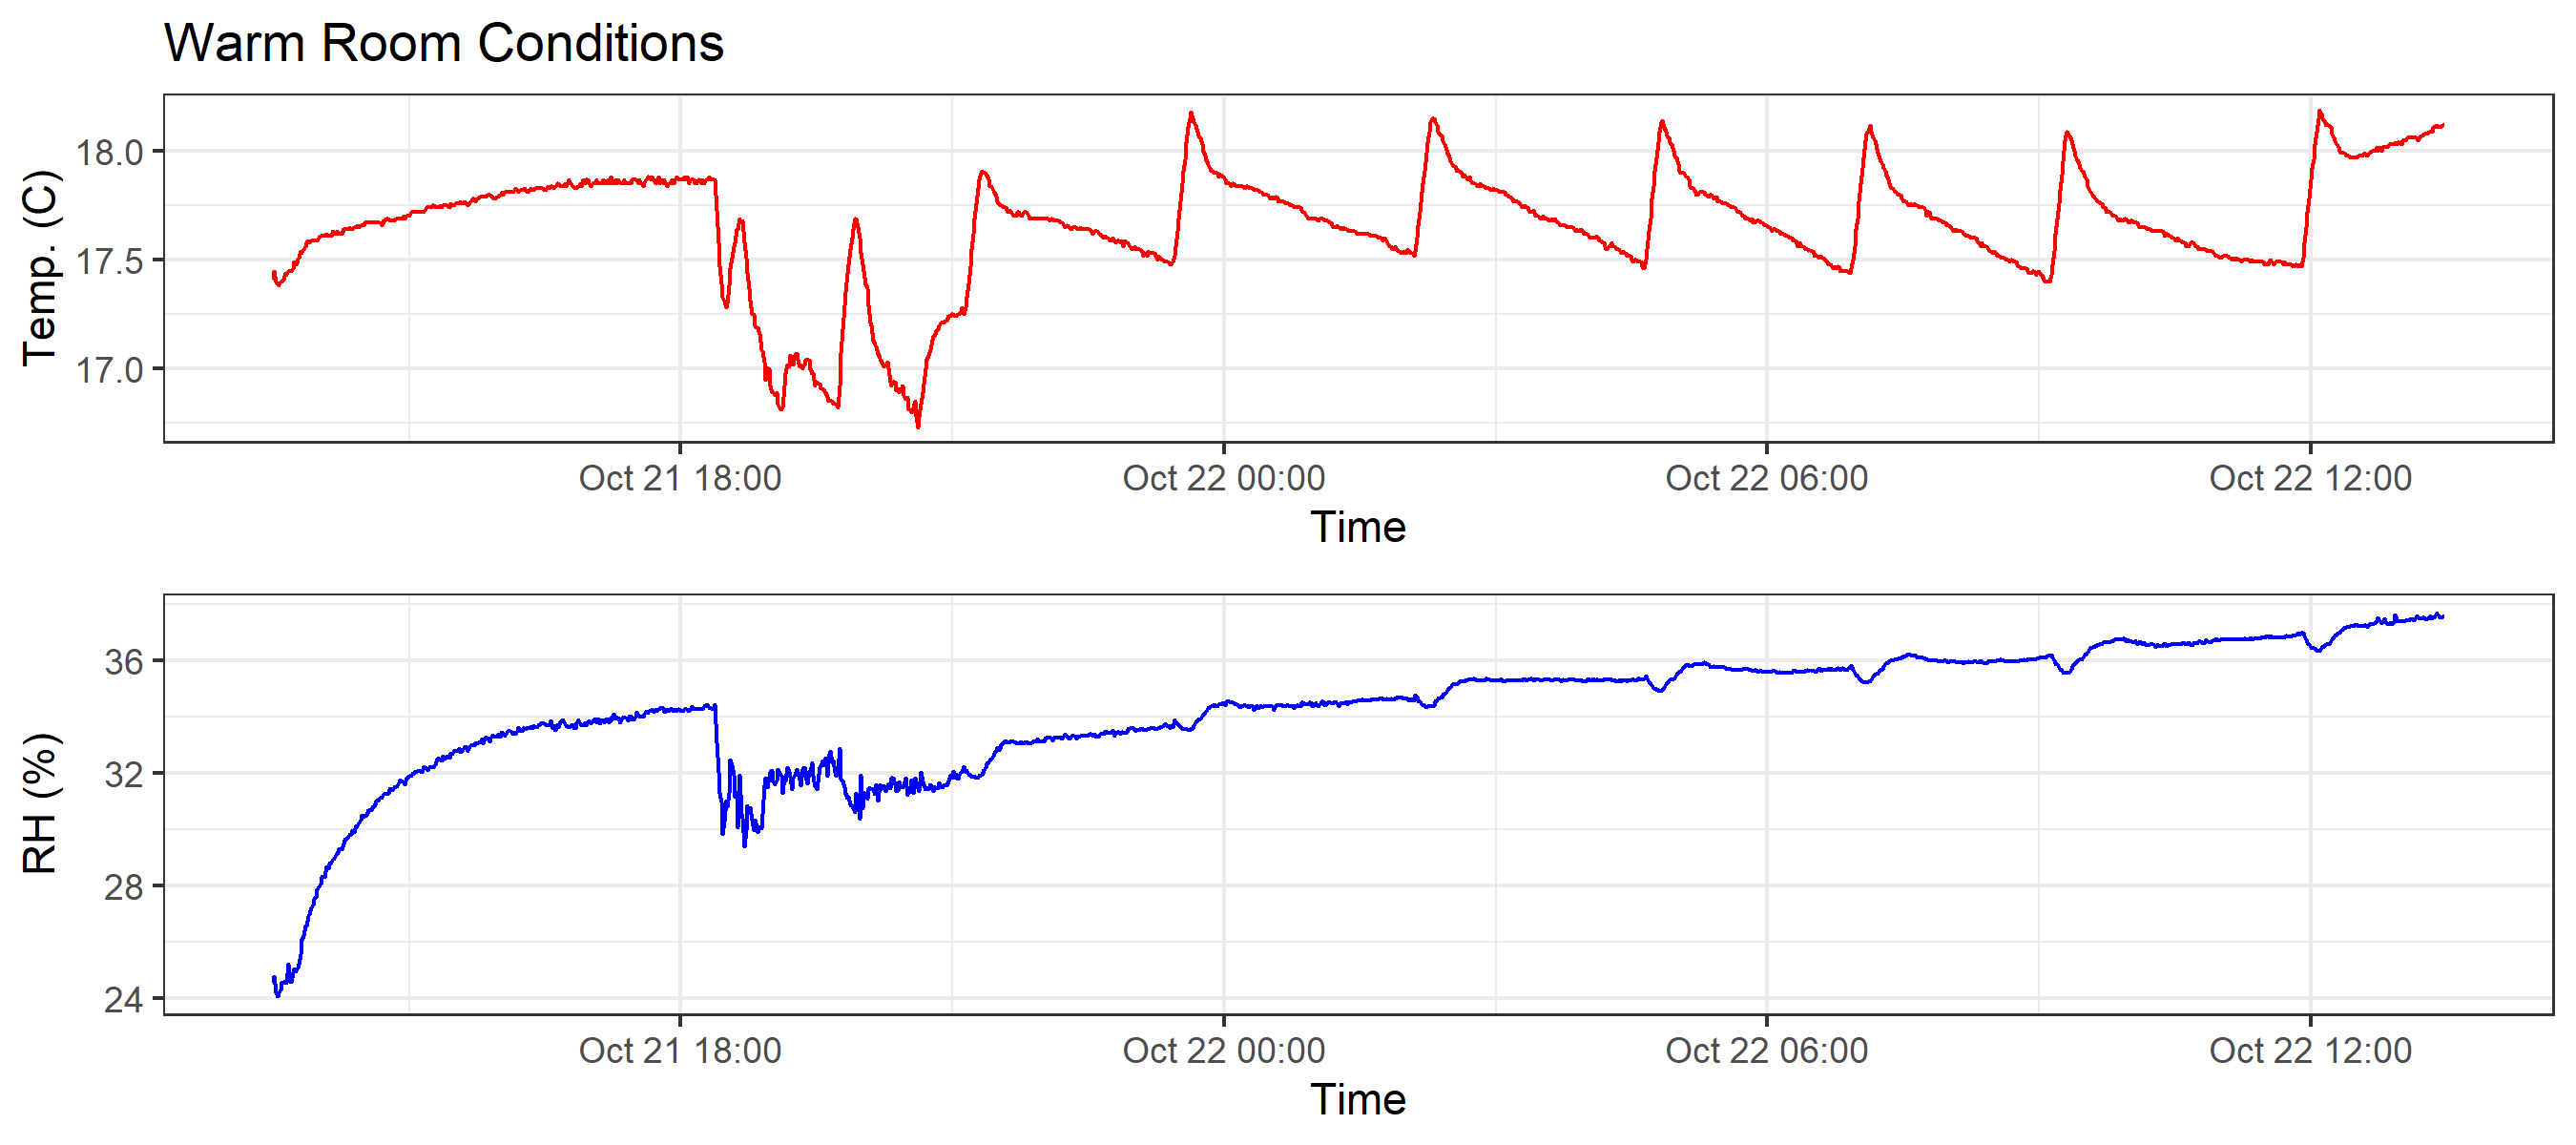 Warm Room Conditions
Temp. (C)
18.0
17.5
17.0
Oct 21 18:00 Oct 22 00:00 Oct 22 06:00 Oct 22 12:00
Time
RH (%)
36
32
28
24
Oct 21 18:00 Oct 22 00:00 Oct 22 06:00 Oct 22 12:00
Time